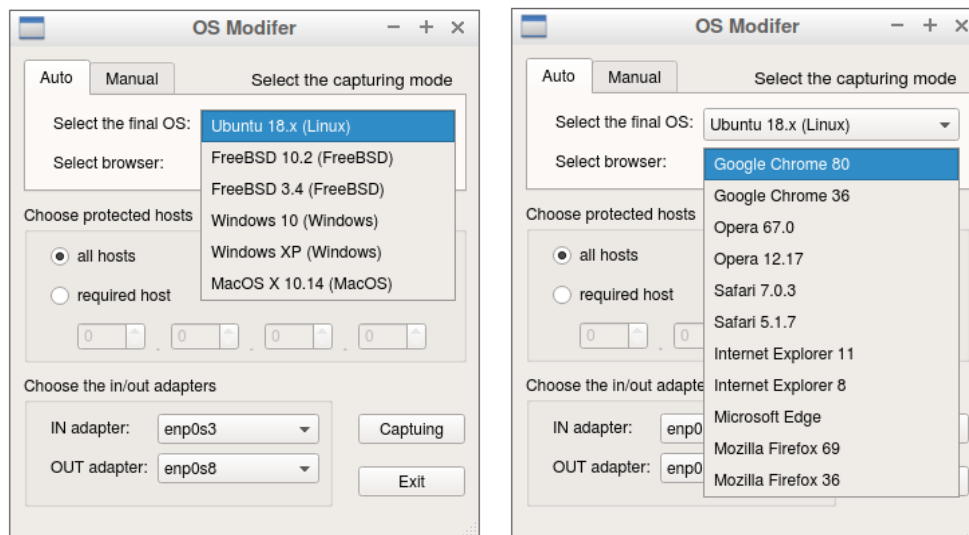 OS Modifer
Auto
Manual
Select the capturing mode
Select the final OS:
Ubuntu 18.x (Linux)
FreeBSD 10.2 (FreeBSD)
FreeBSD 3.4 (FreeBSD)
Windows 10 (Windows)
Windows XP (Windows)
MacOS X 10.14 (MacOS)
Select browser:
Choose protected hosts
all hosts
required host
0 . 0 . 0 . 0
Choose the in/out adapters
IN adapter: enp0s3
Captuing
OUT adapter: enp0s8
Exit
OS Modifer
Auto
Manual
Select the capturing mode
Select the final OS: Ubuntu 18.x (Linux)
Select browser:
Google Chrome 80
Google Chrome 36
Opera 67.0
Opera 12.17
Safari 7.0.3
Safari 5.1.7
Internet Explorer 11
Internet Explorer 8
Microsoft Edge
Mozilla Firefox 69
Mozilla Firefox 36
Choose protected hosts
all hosts
required host
0 . 0
Choose the in/out adapte
IN adapter: enp0
OUT adapter: enp0